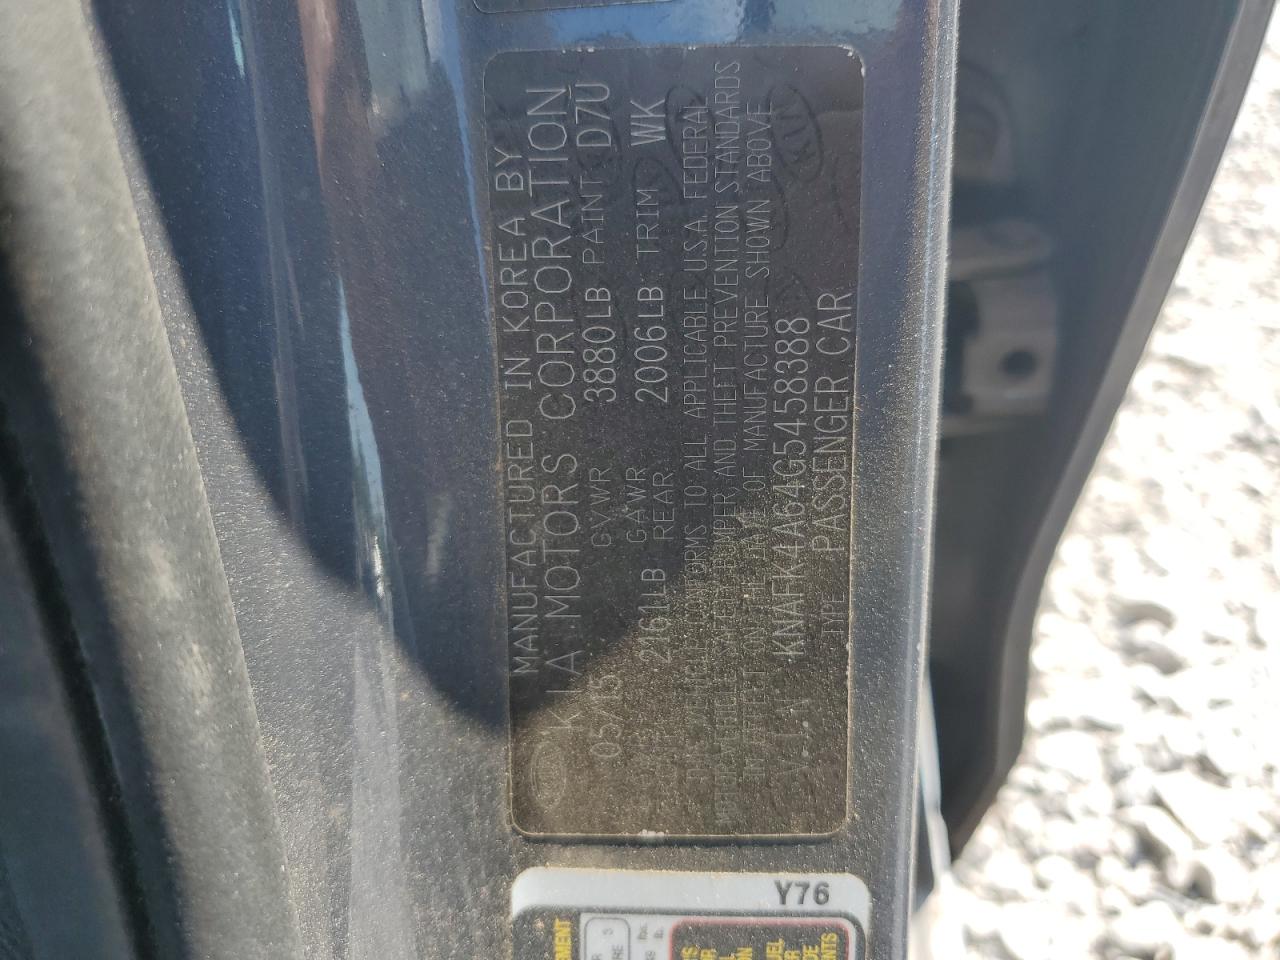 MANUFACTURED IN KOREA BY
KIA MOTORS CORPORATION
05/15 GVWR 3880LB PAINT D7U
2161LB GAWR REAR 2006LB TRIM WK
THIS VEHICLE CONFORMS TO ALL APPLICABLE U.S.A. FEDERAL
MOTOR VEHICLE SAFETY, BUMPER AND THEFT PREVENTION STANDARDS
IN EFFECT ON THE DATE OF MANUFACTURE SHOWN ABOVE
V.I.N KNAFK4A64G5458388
TYPE PASSENGER CAR
KIA
Y76